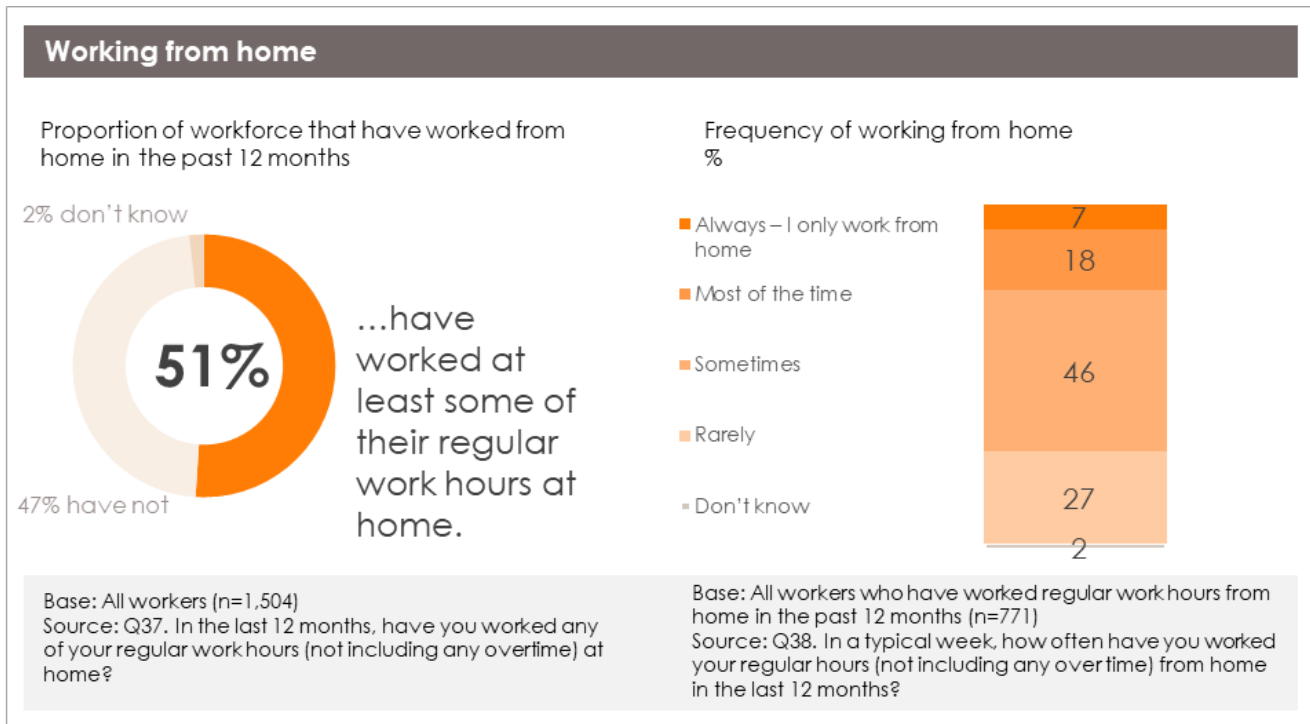 Working from home
Proportion of workforce that have worked from
home in the past 12 months
2% don't know
51%
47% have not
...have
worked at
least some of
their regular
work hours at
home.
Base: All workers (n=1,504)
Source: Q37. In the last 12 months, have you worked any
of your regular work hours (not including any overtime) at
home?
Frequency of working from home
%
Always – I only work from
home
Most of the time
Sometimes
Rarely
Don't know
7
18
46
27
2
Base: All workers who have worked regular work hours from
home in the past 12 months (n=771)
Source: Q38. In a typical week, how often have you worked
your regular hours (not including any overtime) from home
in the last 12 months?